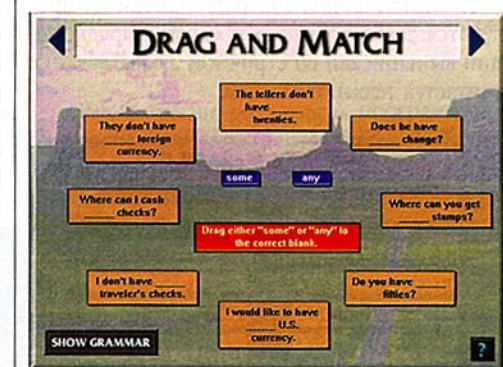 DRAG AND MATCH
The tellers don't
have _____
twenties.
They don't have
_____ foreign
currency.
Does he have
_____ change?
some
any
Where can I cash
_____ checks?
Where can you get
_____ stamps?
Drag either "some" or "any" to
the correct blank.
I don't have _____
traveler's checks.
Do you have _____
fifties?
I would like to have
_____ U.S.
currency.
SHOW GRAMMAR
?